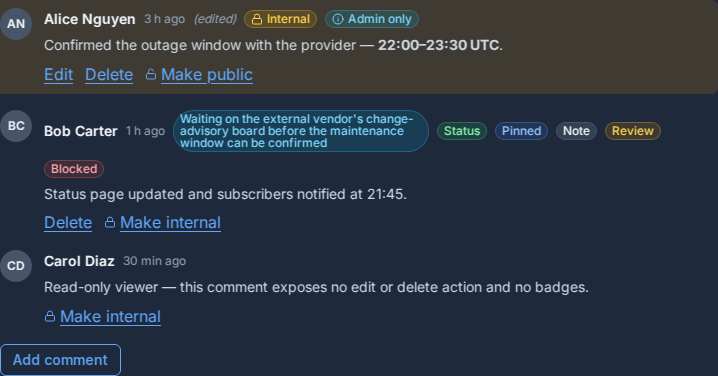 AN Alice Nguyen 3 h ago (edited) Internal Admin only
Confirmed the outage window with the provider — 22:00–23:30 UTC.
Edit Delete Make public
BC Bob Carter 1 h ago Waiting on the external vendor's change-
advisory board before the maintenance
window can be confirmed
Status Pinned Note Review
Blocked
Status page updated and subscribers notified at 21:45.
Delete Make internal
CD Carol Diaz 30 min ago
Read-only viewer — this comment exposes no edit or delete action and no badges.
Make internal
Add comment